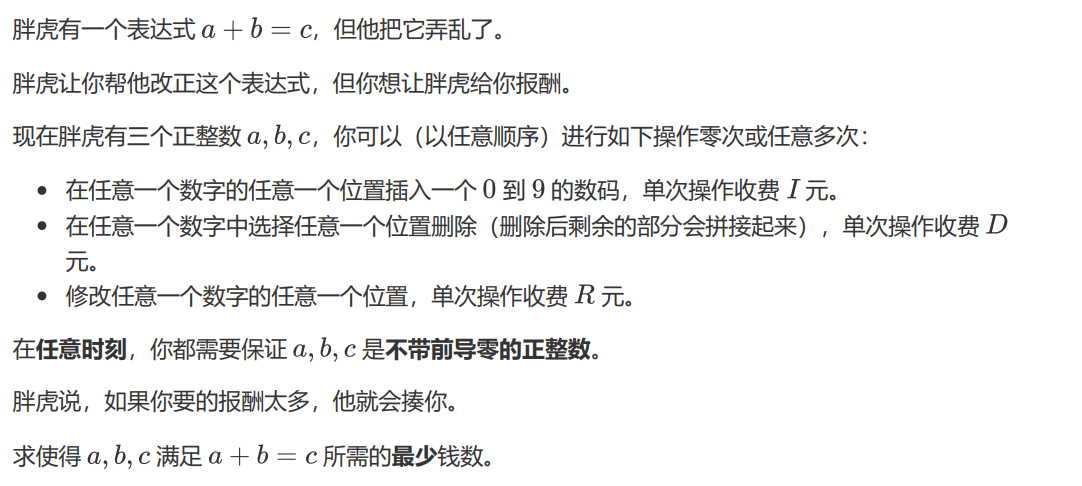 胖虎有一个表达式 a + b = c，但他把它弄乱了。
胖虎让你帮他改正这个表达式，但你想让胖虎给你报酬。
现在胖虎有三个正整数 a, b, c，你可以（以任意顺序）进行如下操作零次或任意多次：
• 在任意一个数字的任意一个位置插入一个 0 到 9 的数码，单次操作收费 I 元。
• 在任意一个数字中选择任意一个位置删除（删除后剩余的部分会拼接起来），单次操作收费 D
元。
• 修改任意一个数字的任意一个位置，单次操作收费 R 元。
在任意时刻，你都需要保证 a, b, c 是不带前导零的正整数。
胖虎说，如果你要的报酬太多，他就会揍你。
求使得 a, b, c 满足 a + b = c 所需的最少钱数。